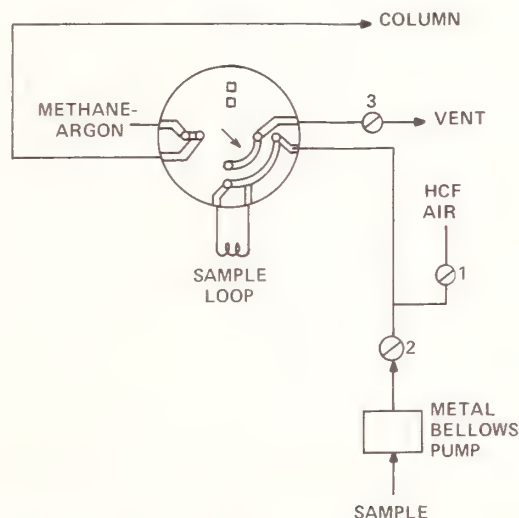 COLUMN
METHANE-
ARGON
3
VENT
HCF
AIR
1
SAMPLE
LOOP
2
METAL
BELLOWS
PUMP
SAMPLE